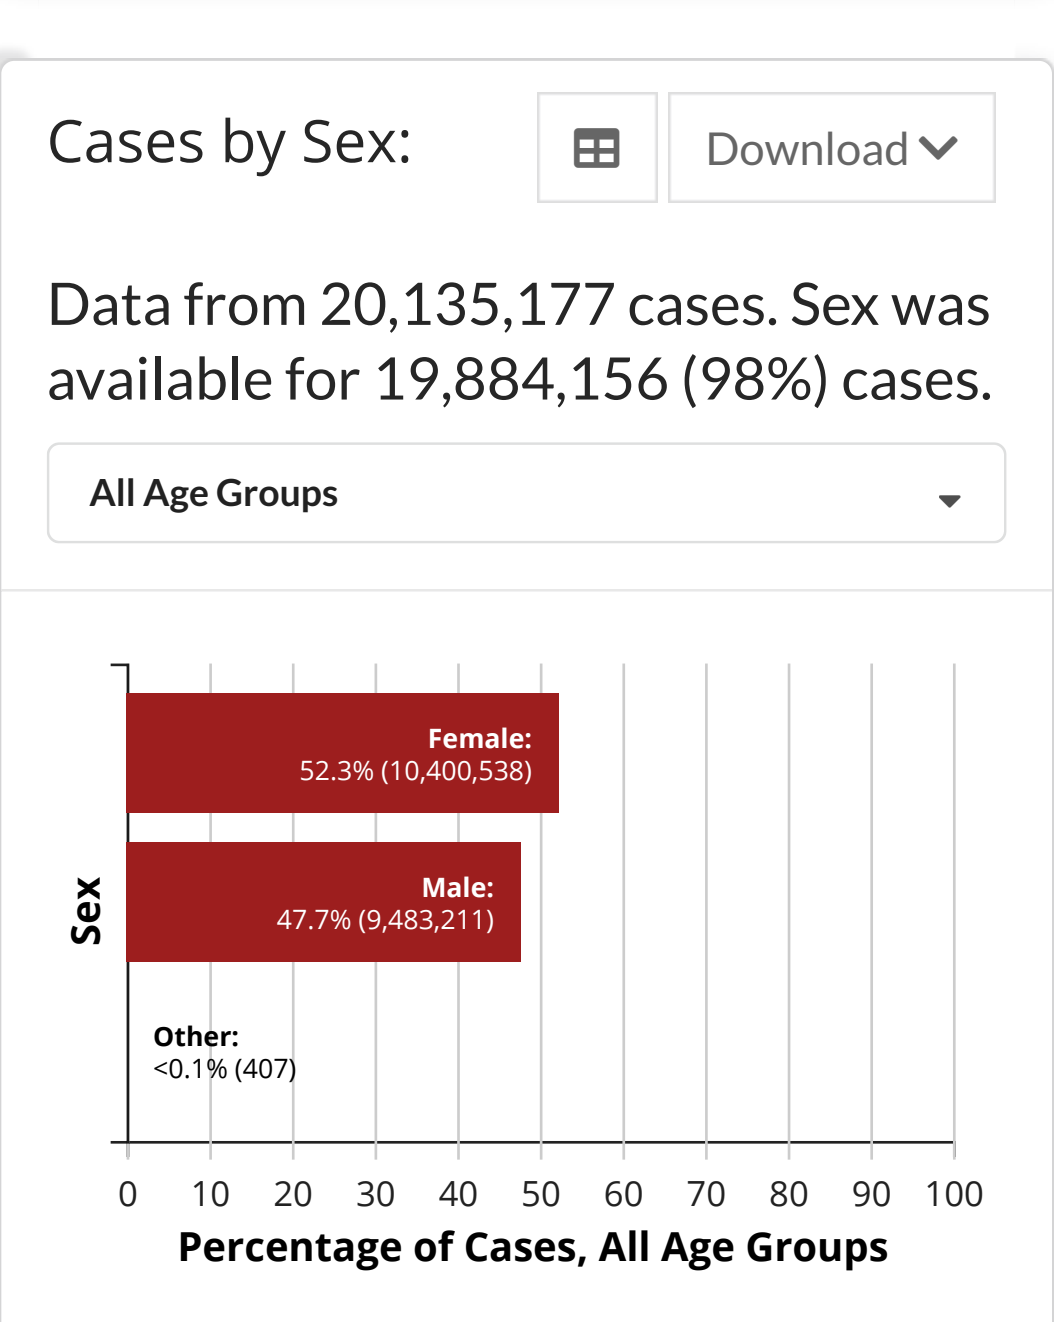 Cases by Sex:
Download
Data from 20,135,177 cases. Sex was
available for 19,884,156 (98%) cases.
All Age Groups
Female:
52.3% (10,400,538)
Male:
47.7% (9,483,211)
Other:
<0.1% (407)
Sex
0 10 20 30 40 50 60 70 80 90 100
Percentage of Cases, All Age Groups